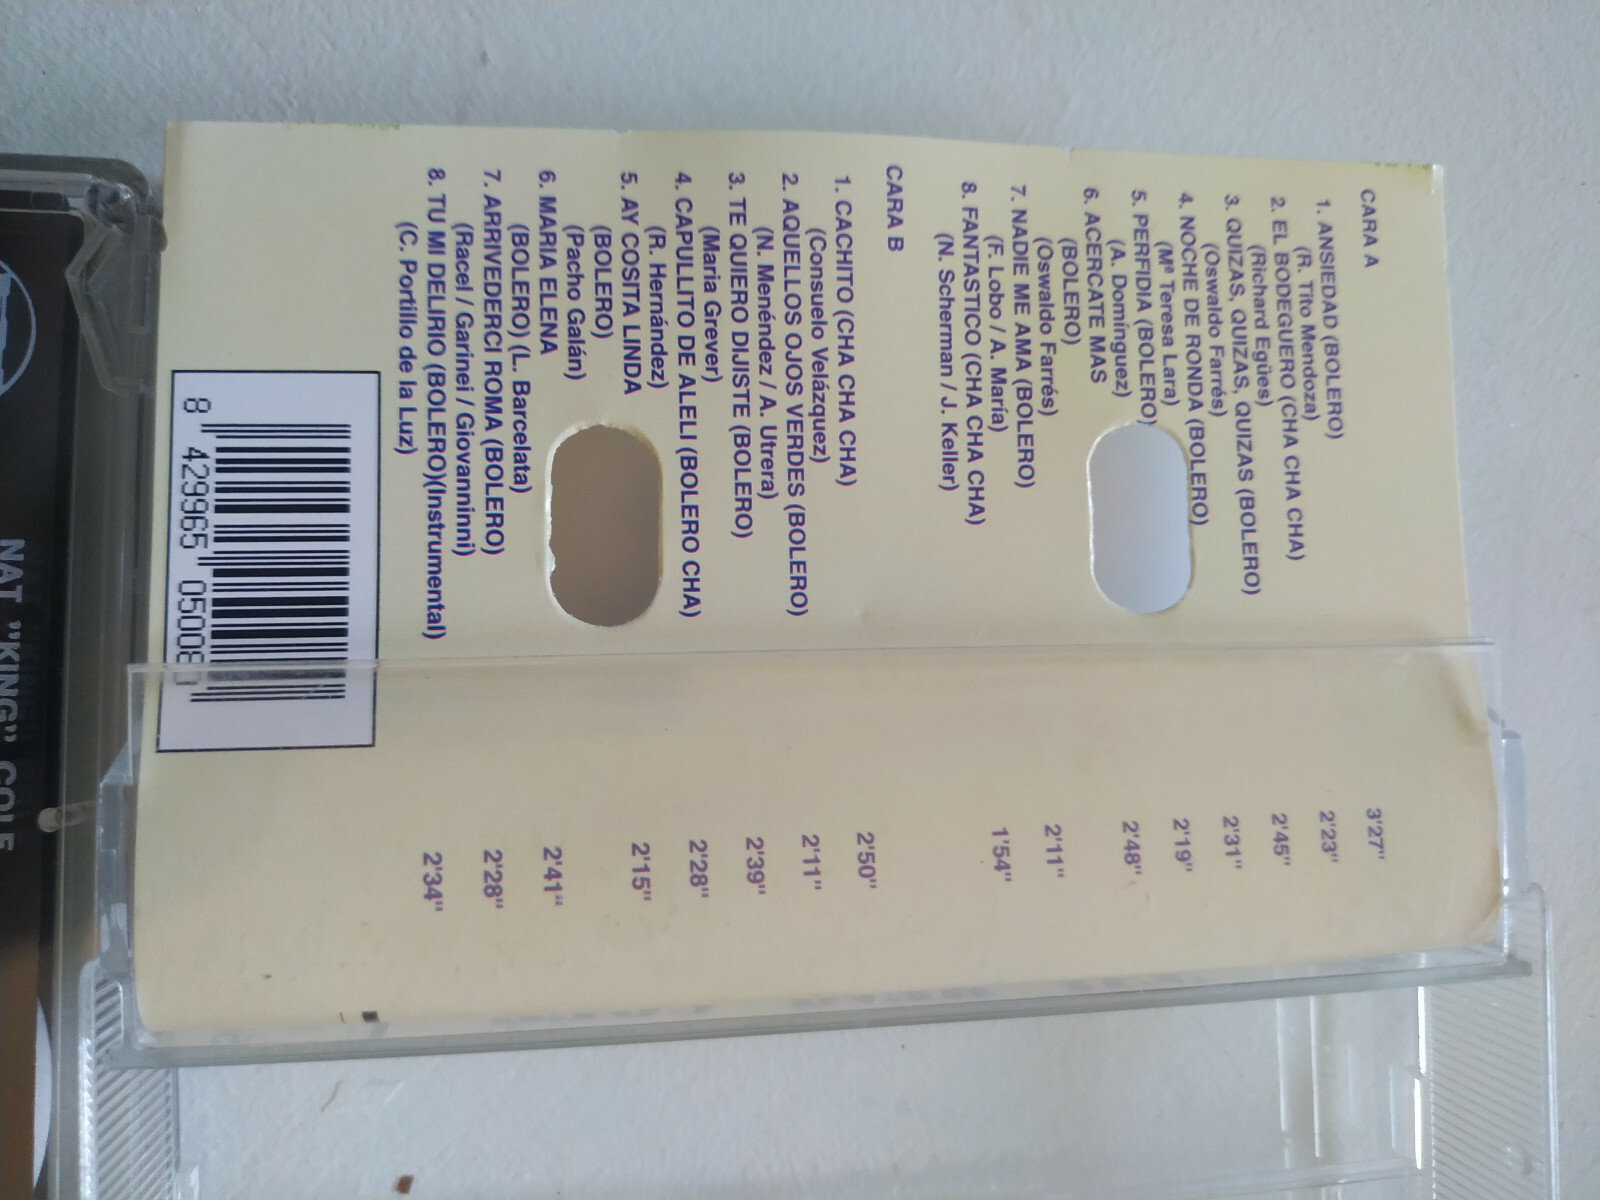 CARA A
1. ANSIEDAD (BOLERO) 3'27"
(R. Tito Mendoza)
2. EL BODEGUERO (CHA CHA CHA) 2'23"
(Richard Egües)
3. QUIZAS, QUIZAS, QUIZAS (BOLERO) 2'45"
(Oswaldo Farrés)
4. NOCHE DE RONDA (BOLERO) 2'31"
(Mª Teresa Lara)
5. PERFIDIA (BOLERO) 2'19"
(A. Domínguez)
6. ACERCATE MAS 2'48"
(BOLERO)
(Oswaldo Farrés)
7. NADIE ME AMA (BOLERO) 2'11"
(F. Lobo / A. María)
8. FANTASTICO (CHA CHA CHA) 1'54"
(N. Scherman / J. Keller)
CARA B
1. CACHITO (CHA CHA CHA) 2'50"
(Consuelo Velázquez)
2. AQUELLOS OJOS VERDES (BOLERO) 2'11"
(N. Menéndez / A. Utrera)
3. TE QUIERO DIJISTE (BOLERO) 2'39"
(Maria Grever)
4. CAPULLITO DE ALELI (BOLERO CHA) 2'28"
(R. Hernández)
5. AY COSITA LINDA 2'15"
(BOLERO)
(Pacho Galán)
6. MARIA ELENA 2'41"
(BOLERO) (L. Barcelata)
7. ARRIVEDERCI ROMA (BOLERO) 2'28"
(Racel / Garinei / Giovannini)
8. TU MI DELIRIO (BOLERO)(Instrumental) 2'34"
(C. Portillo de la Luz)
8 429965 05008
NAT "KING" COLE